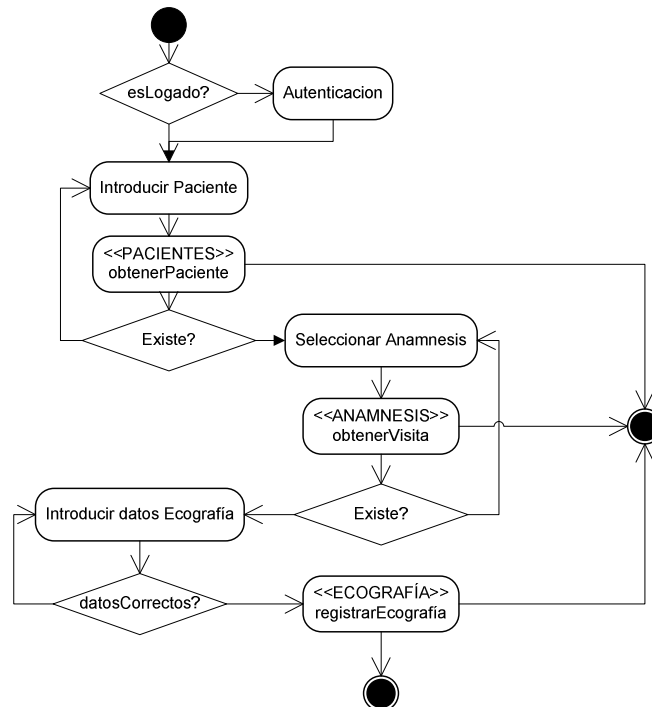 esLogado?
Autenticacion
Introducir Paciente
<<PACIENTES>>
obtenerPaciente
Existe?
Seleccionar Anamnesis
<<ANAMNESIS>>
obtenerVisita
Existe?
Introducir datos Ecografía
datosCorrectos?
<<ECOGRAFÍA>>
registrarEcografía